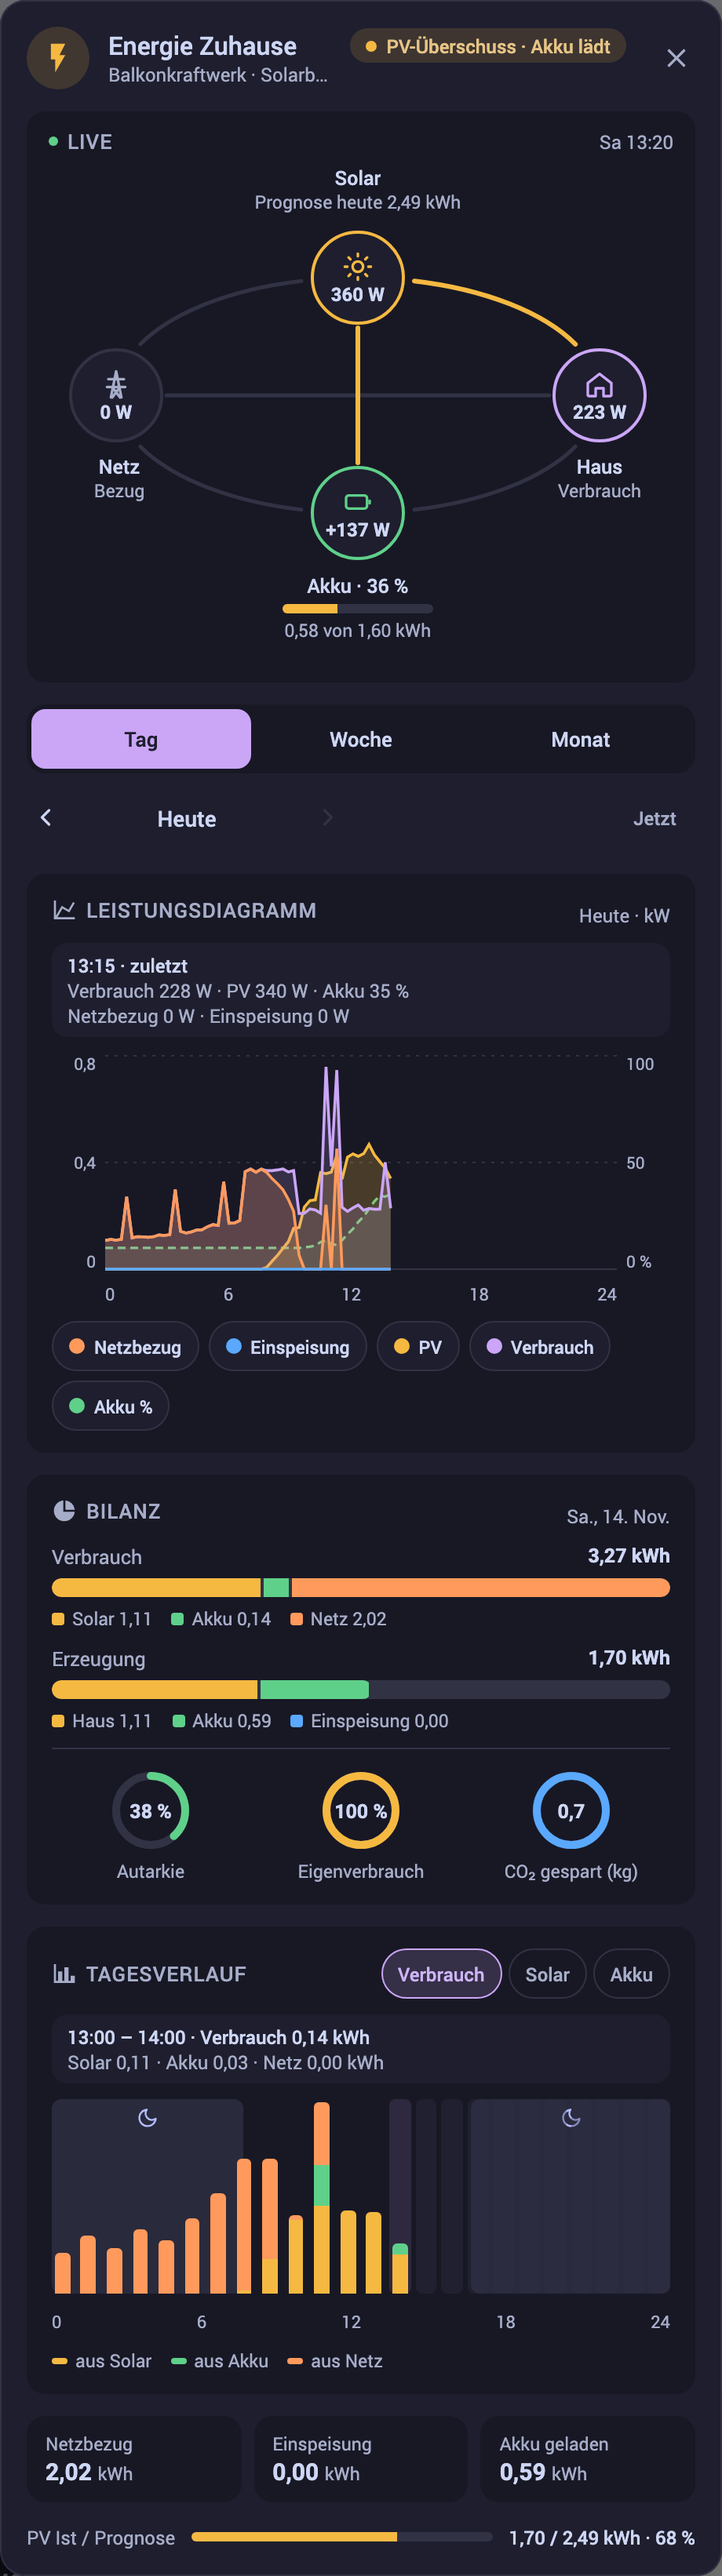 Energie Zuhause
PV-Überschuss · Akku lädt
Balkonkraftwerk · Solarb...
LIVE
Sa 13:20
Solar
Prognose heute 2,49 kWh
360 W
0 W
223 W
Netz
Bezug
Haus
Verbrauch
+137 W
Akku · 36 %
0,58 von 1,60 kWh
Tag
Woche
Monat
Heute
Jetzt
LEISTUNGSDIAGRAMM
Heute · kW
13:15 · zuletzt
Verbrauch 228 W · PV 340 W · Akku 35 %
Netzbezug 0 W · Einspeisung 0 W
0,8
100
0,4
50
0
0 %
0 6 12 18 24
Netzbezug
Einspeisung
PV
Verbrauch
Akku %
BILANZ
Sa., 14. Nov.
Verbrauch
3,27 kWh
Solar 1,11
Akku 0,14
Netz 2,02
Erzeugung
1,70 kWh
Haus 1,11
Akku 0,59
Einspeisung 0,00
38 %
100 %
0,7
Autarkie
Eigenverbrauch
CO₂ gespart (kg)
TAGESVERLAUF
Verbrauch
Solar
Akku
13:00 – 14:00 · Verbrauch 0,14 kWh
Solar 0,11 · Akku 0,03 · Netz 0,00 kWh
0 6 12 18 24
aus Solar
aus Akku
aus Netz
Netzbezug
2,02 kWh
Einspeisung
0,00 kWh
Akku geladen
0,59 kWh
PV Ist / Prognose
1,70 / 2,49 kWh · 68 %